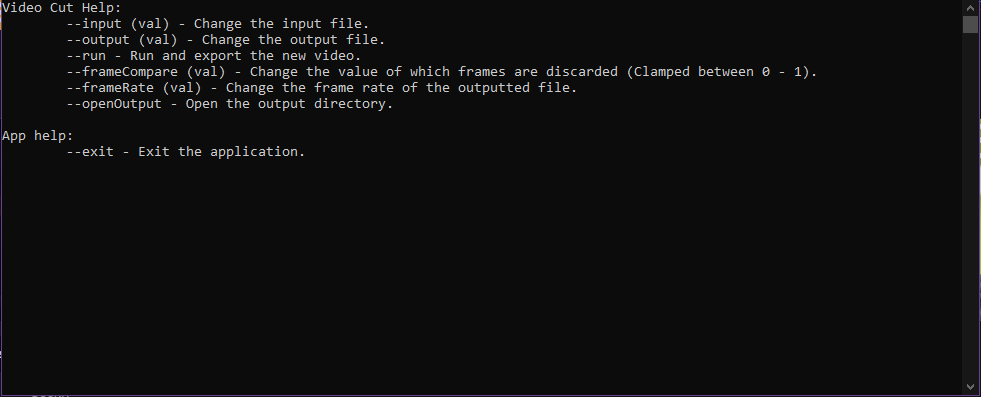 Video Cut Help:
--input (val) - Change the input file.
--output (val) - Change the output file.
--run - Run and export the new video.
--frameCompare (val) - Change the value of which frames are discarded (Clamped between 0 - 1).
--frameRate (val) - Change the frame rate of the outputted file.
--openOutput - Open the output directory.
App help:
--exit - Exit the application.